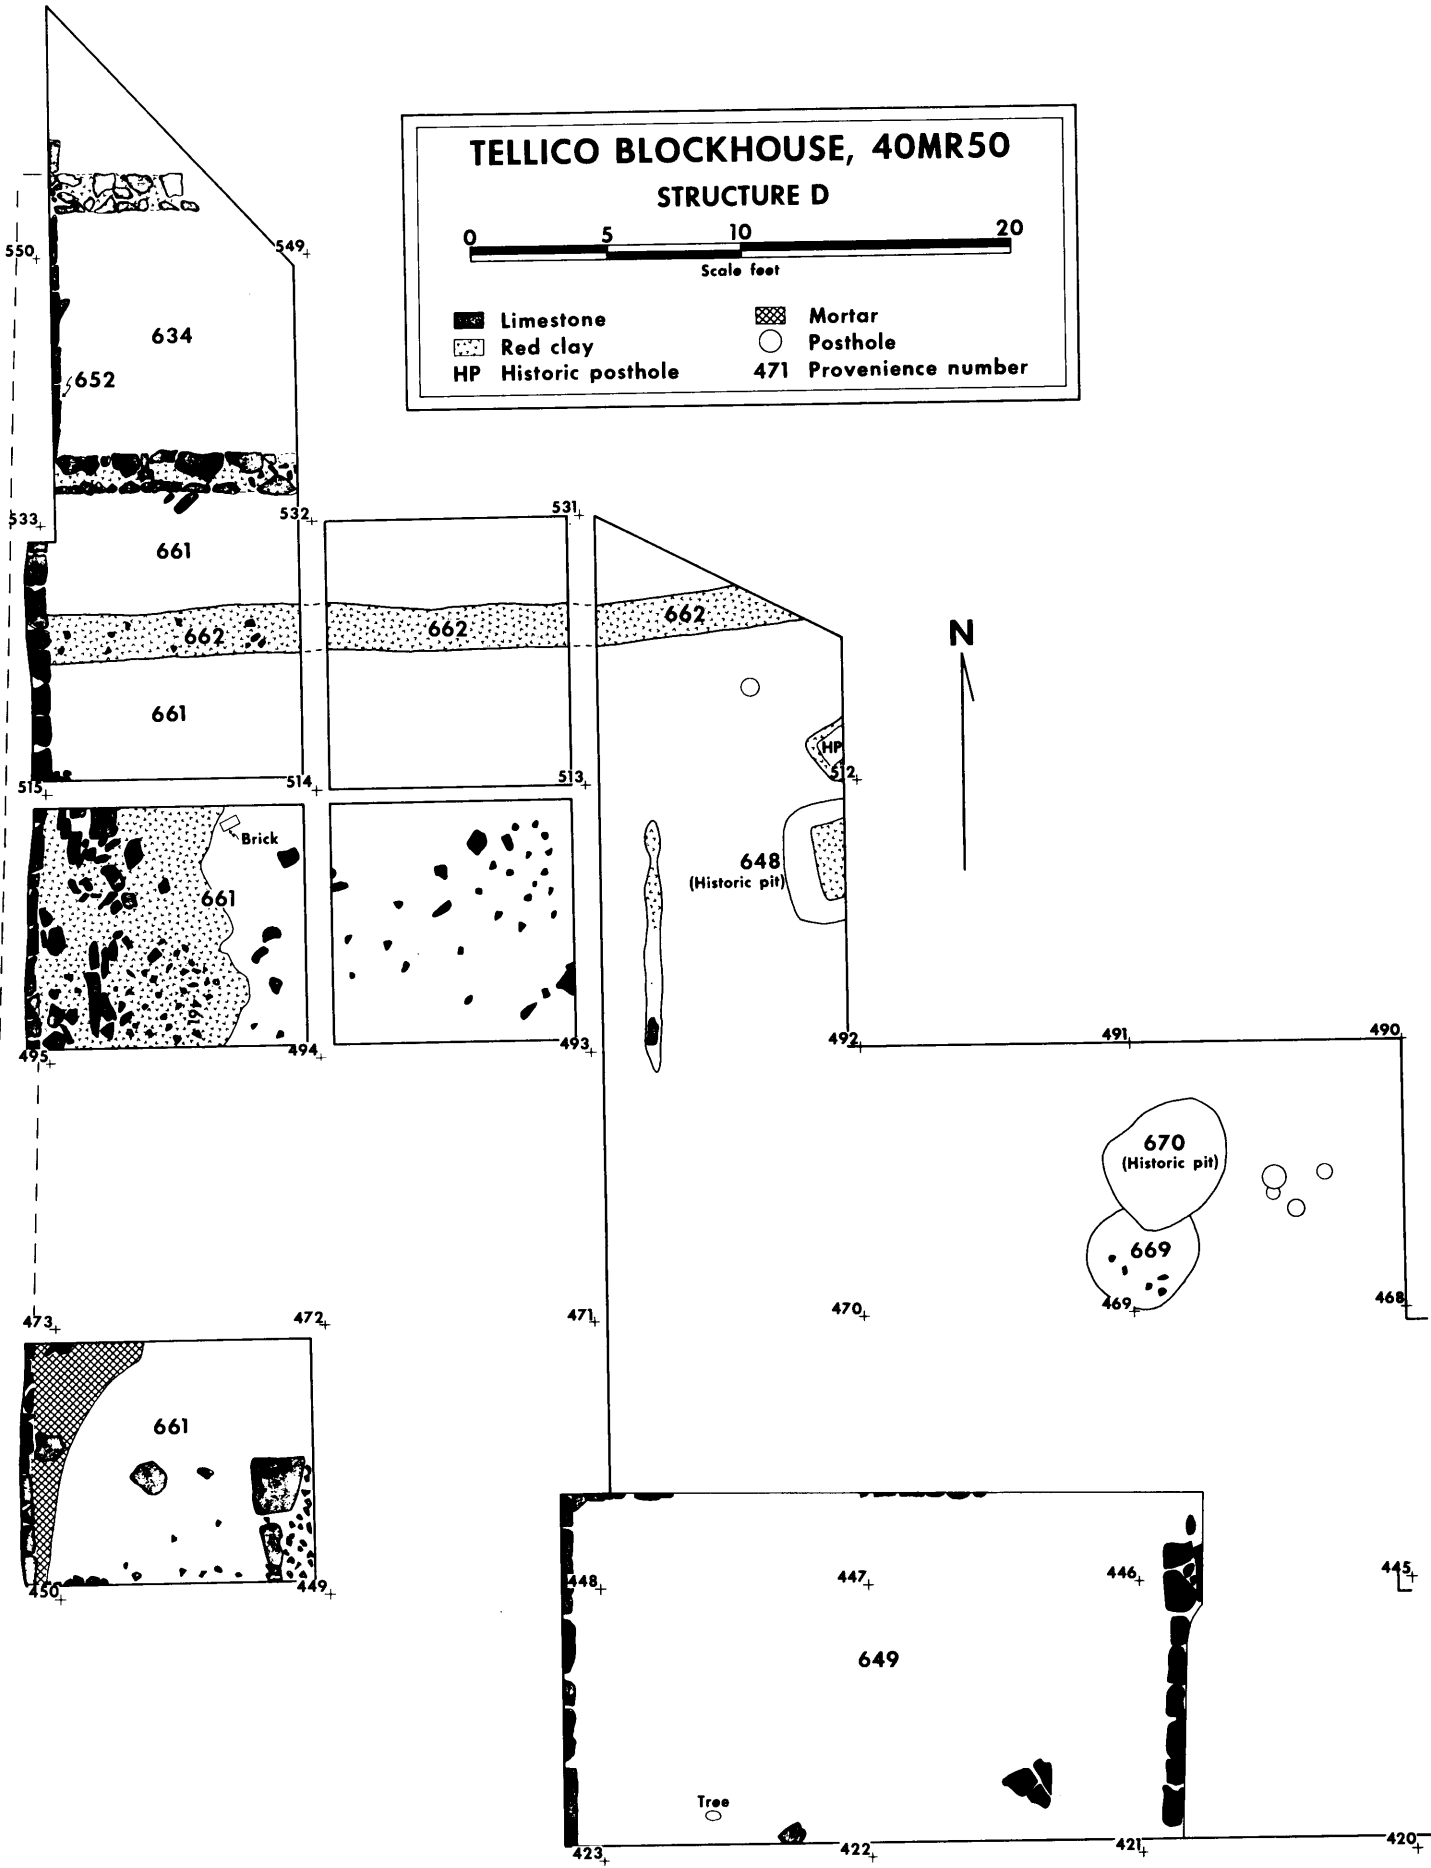 TELLICO BLOCKHOUSE, 40MR50
STRUCTURE D
0 5 10 20
Scale feet
Limestone
Mortar
Red clay
Posthole
HP Historic posthole
471 Provenience number
550
549
634
652
533
532
531
661
662
662
662
N
661
HP
515
514
513
512
Brick
648
(Historic pit)
661
661
495
494
493
492
491
490
670
(Historic pit)
669
473
472
471
470
469
468
661
450
449
448
447
446
445
649
Tree
423
422
421
420